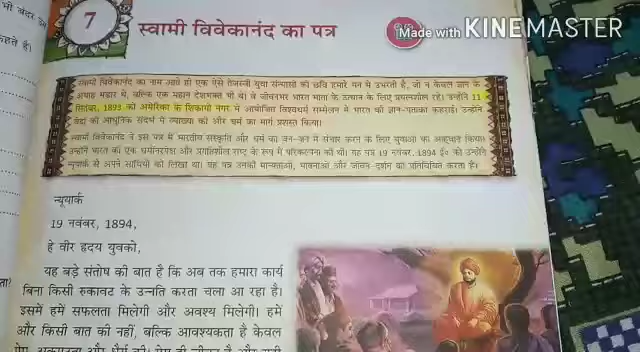 7
स्वामी विवेकानंद का पत्र
Made with KINEMASTER
स्वामी विवेकानंद का नाम आते ही एक ऐसे तेजस्वी युवा संन्यासी की छवि हमारे मन में उभरती है, जो न केवल ज्ञान के
अथाह भंडार थे, बल्कि एक महान देशभक्त भी थे। वे जीवनभर भारत माता के उत्थान के लिए प्रयत्नशील रहे। उन्होंने 11
सितंबर, 1893 को अमेरिका के शिकागो नगर में आयोजित विश्वधर्म सम्मेलन में भारत की ज्ञान-पताका फहराई। उन्होंने
वेदों की आधुनिक संदर्भ में व्याख्या की और धर्म का मार्ग प्रशस्त किया।
स्वामी विवेकानंद ने इस पत्र में भारतीय संस्कृति और धर्म का जन-जन में संचार करने के लिए युवाओं का आह्वान किया।
उन्होंने भारत की एक धर्मनिरपेक्ष और प्रगतिशील राष्ट्र के रूप में परिकल्पना की थी। यह पत्र 19 नवंबर, 1894 ई० को उन्होंने
न्यूयार्क से अपने साथियों को लिखा था। यह पत्र उनकी मान्यताओं, भावनाओं और जीवन-दर्शन को प्रतिबिंबित करता है।
न्यूयार्क
19 नवंबर, 1894,
हे वीर हृदय युवको,
यह बड़े संतोष की बात है कि अब तक हमारा कार्य
बिना किसी रुकावट के उन्नति करता चला आ रहा है।
इसमें हमें सफलता मिलेगी और अवश्य मिलेगी। हमें
और किसी बात की नहीं, बल्कि आवश्यकता है केवल